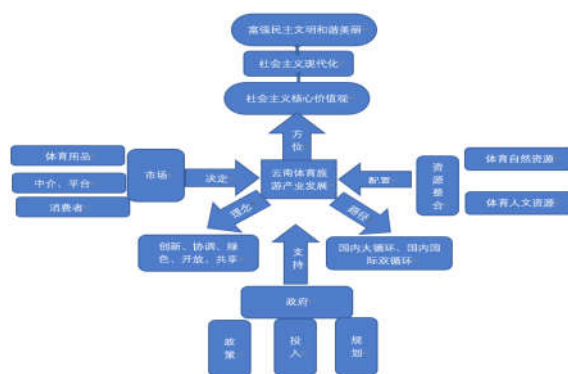 富强民主文明和谐美丽
社会主义现代化
社会主义核心价值观
方位
体育用品
中介、平台
消费者
市场
决定
云南体育旅
游产业发展
配置
资源整合
体育自然资源
体育人文资源
理念
路径
创新、协调、绿
色、开放、共享
支持
国内大循环、国内国
际双循环
政府
政策
投入
规划